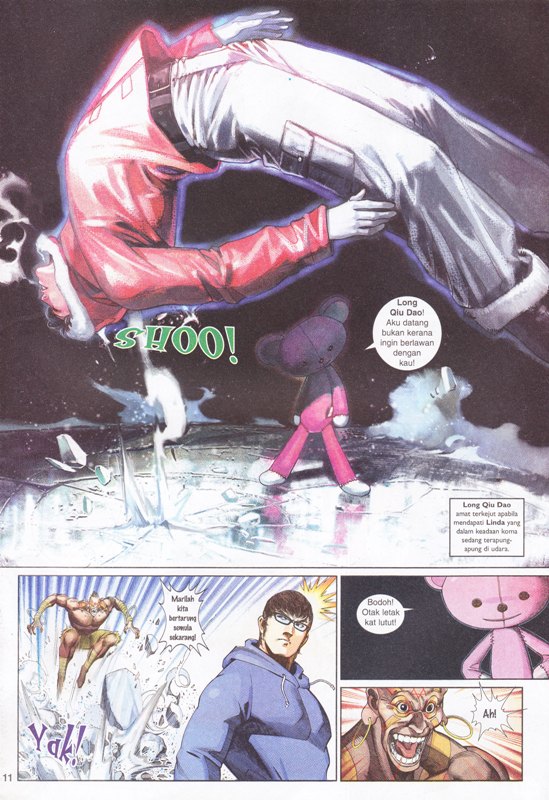 SHOO!
Long
Qiu Dao!
Aku datang
bukan kerana
ingin berlawan
dengan
kau!
Long Qiu Dao
amat terkejut apabila
mendapati Linda yang
dalam keadaan koma
sedang terapung-
apung di udara.
Marilah
kita
bertarung
semula
sekarang!
Yak!
Bodoh!
Otak letak
kat lutut!
Ah!
11